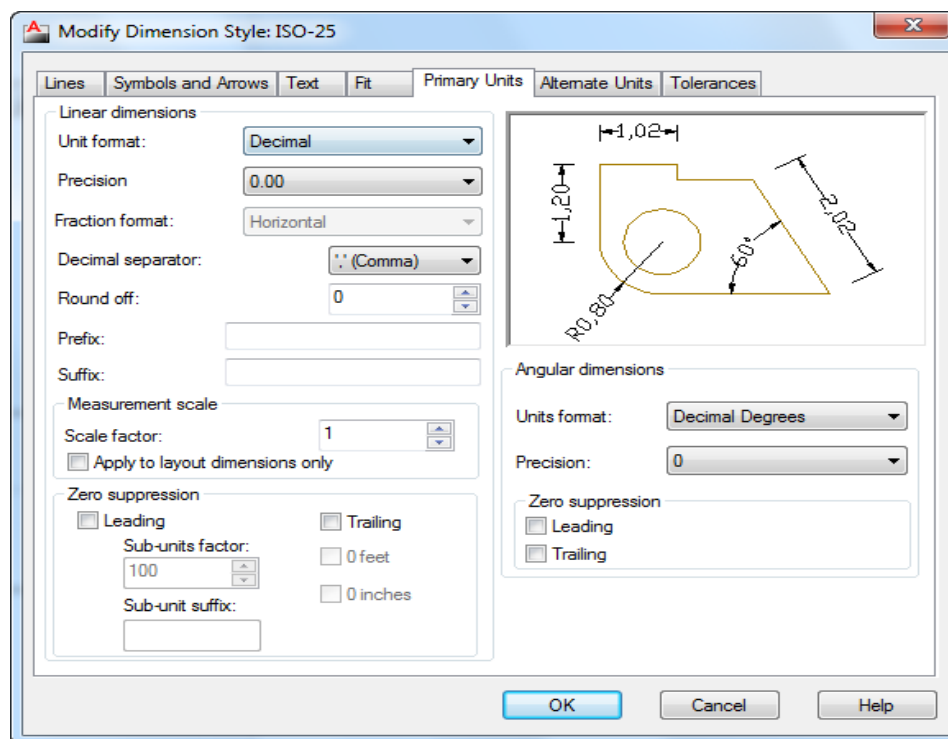 Modify Dimension Style: ISO-25
Lines Symbols and Arrows Text Fit Primary Units Alternate Units Tolerances
Linear dimensions
Unit format: Decimal
Precision 0.00
Fraction format: Horizontal
Decimal separator: ',' (Comma)
Round off: 0
Prefix:
Suffix:
Measurement scale
Scale factor: 1
Apply to layout dimensions only
Zero suppression
Leading Trailing
Sub-units factor: 0 feet
100
0 inches
Sub-unit suffix:
1,02
1,20
2,02
60°
R0,80
Angular dimensions
Units format: Decimal Degrees
Precision: 0
Zero suppression
Leading
Trailing
OK Cancel Help